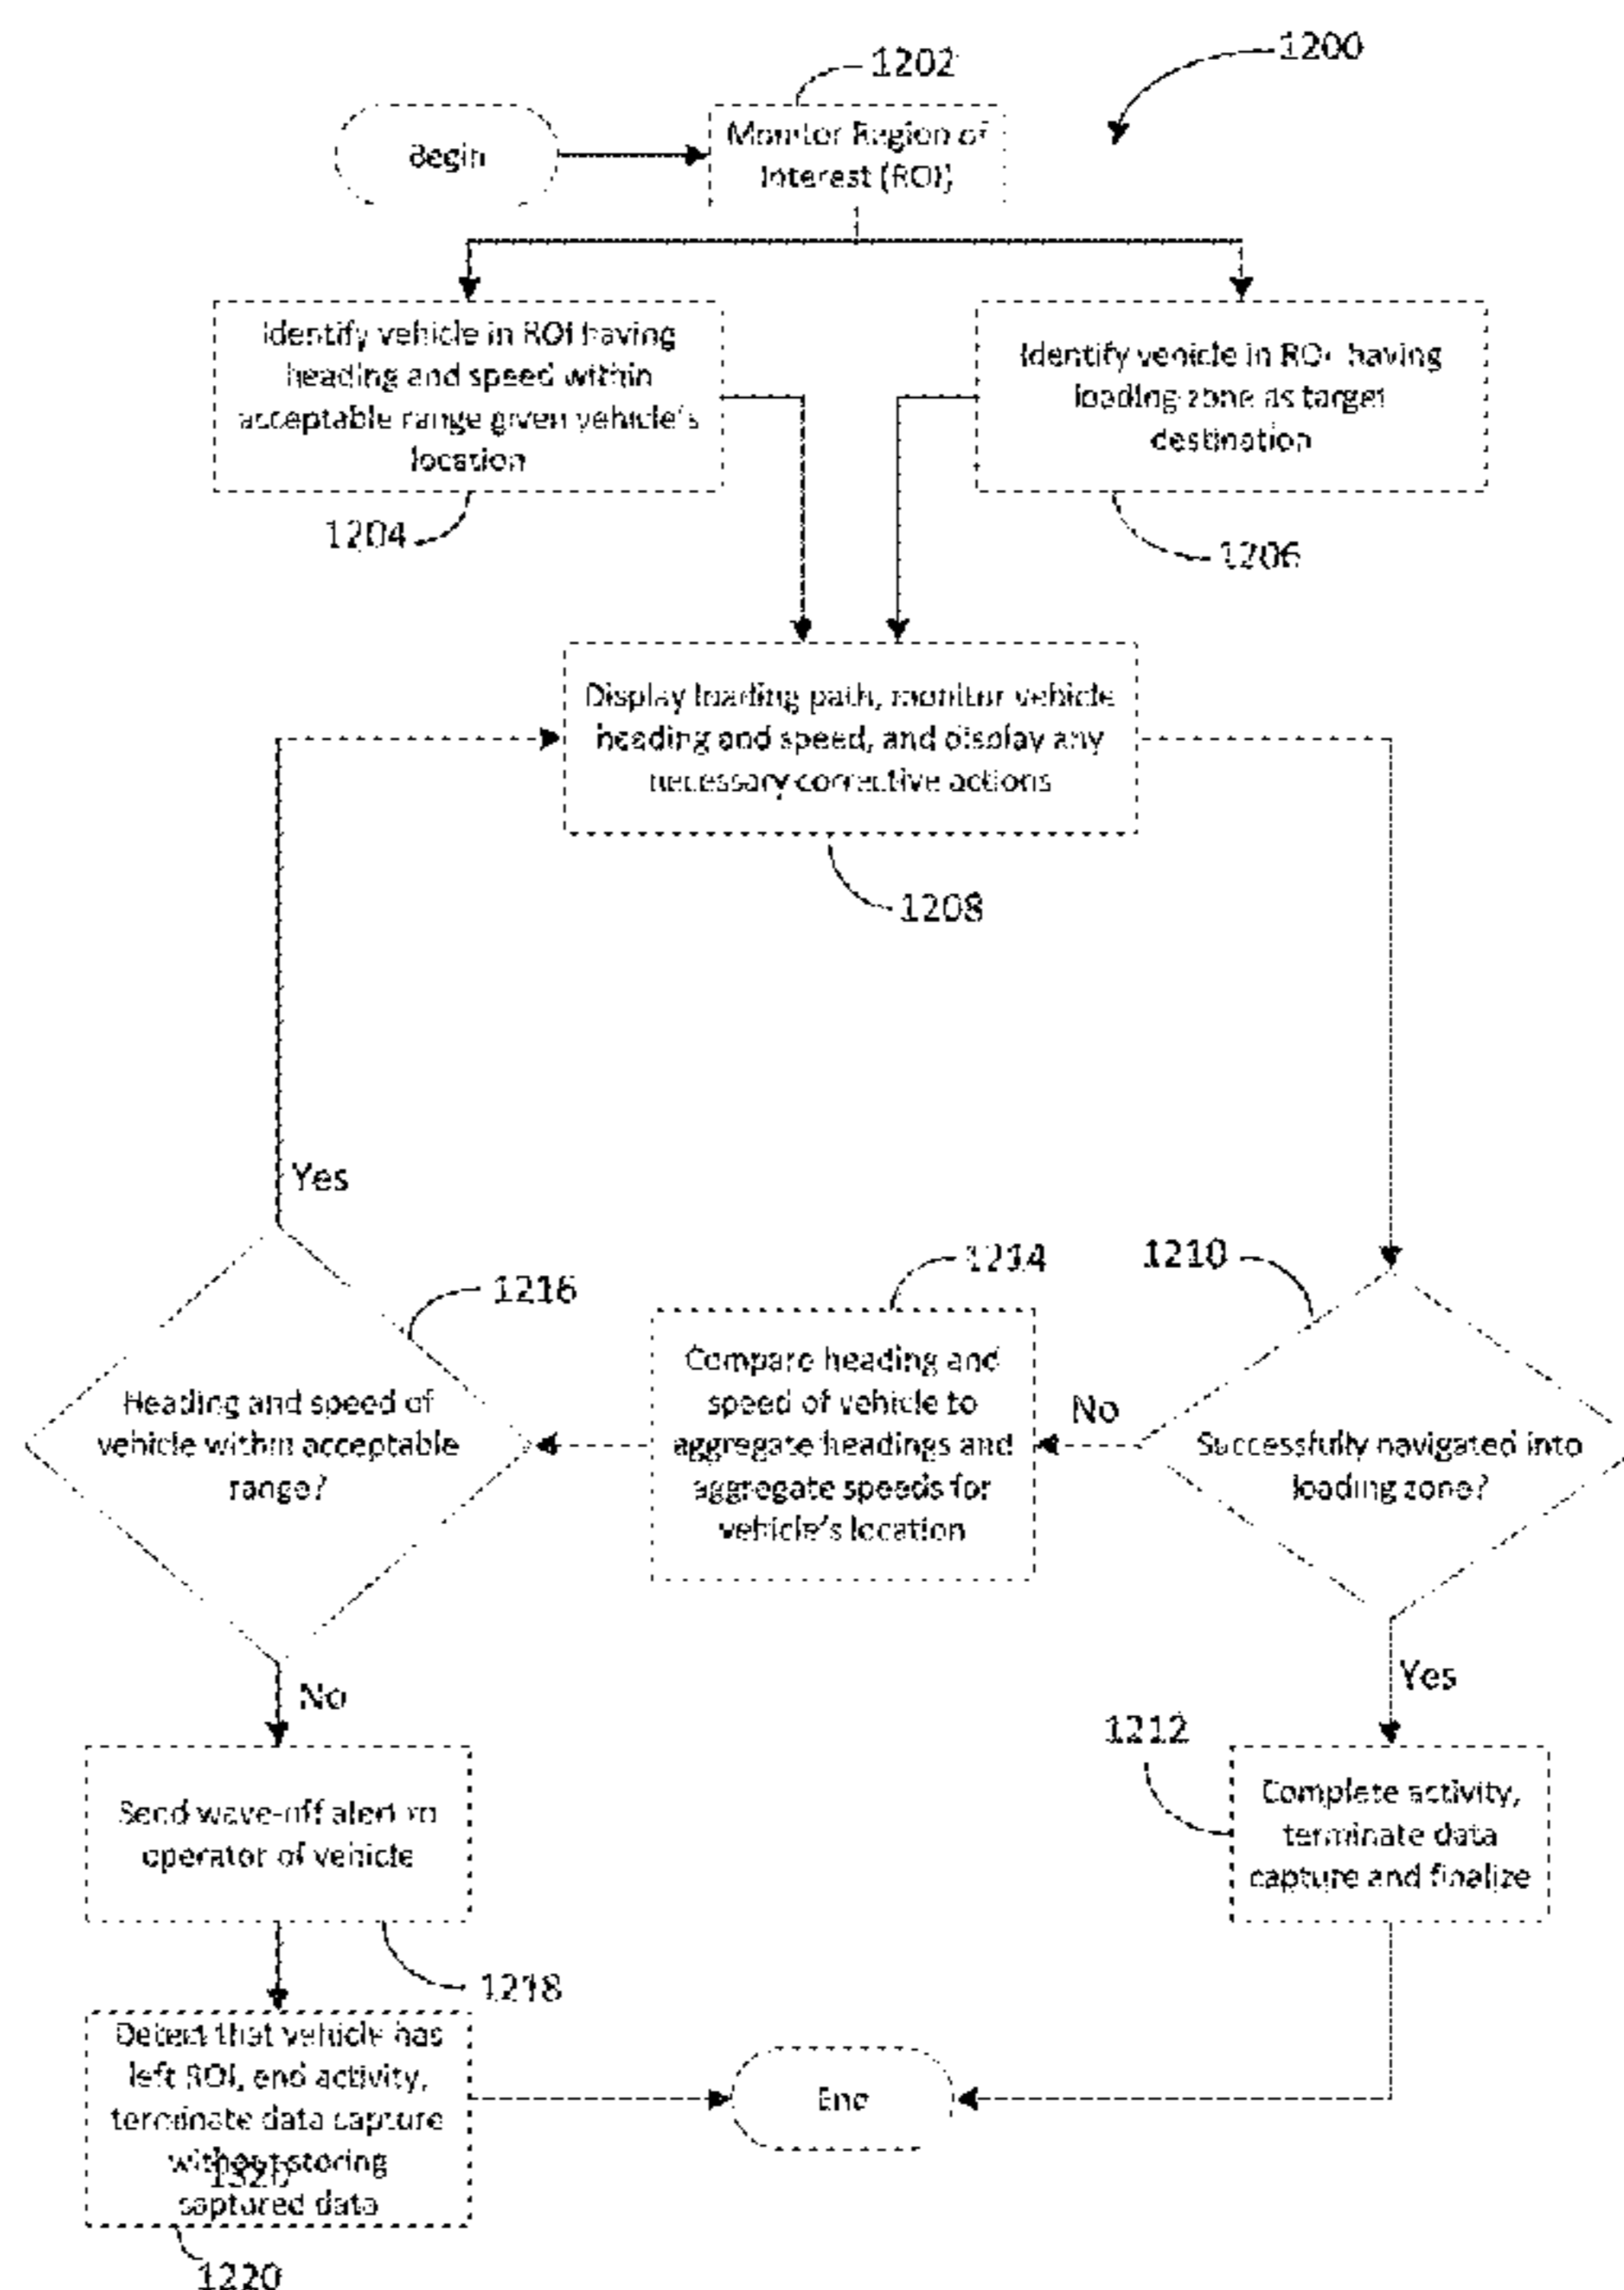 1200
1202
Begin
Monitor Region of
Interest (ROI)
Identify vehicle in ROI having
heading and speed within
acceptable range given vehicle's
location
1204
Identify vehicle in ROI having
loading zone as target
destination
1206
Display loading path, monitor vehicle
heading and speed, and display any
necessary corrective actions
1208
Yes
1216
Heading and speed of
vehicle within acceptable
range?
1214
Compare heading and
speed of vehicle to
aggregate headings and
aggregate speeds for
vehicle's location
No
1210
Successfully navigated into
loading zone?
No
Yes
1212
Send wave-off alert to
operator of vehicle
Complete activity,
terminate data
capture and finalize
1218
Detect that vehicle has
left ROI, end activity,
terminate data capture
without storing
captured data
End
1220